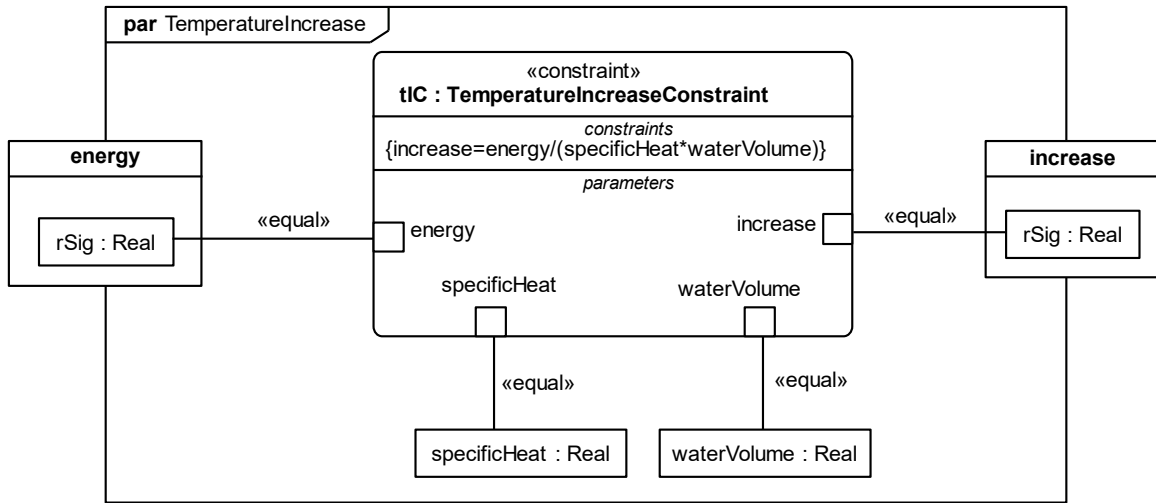 par TemperatureIncrease
«constraint»
tIC : TemperatureIncreaseConstraint
constraints
{increase=energy/(specificHeat*waterVolume)}
parameters
energy
rSig : Real
«equal»
energy
increase
«equal»
increase
rSig : Real
specificHeat
waterVolume
«equal»
«equal»
specificHeat : Real
waterVolume : Real